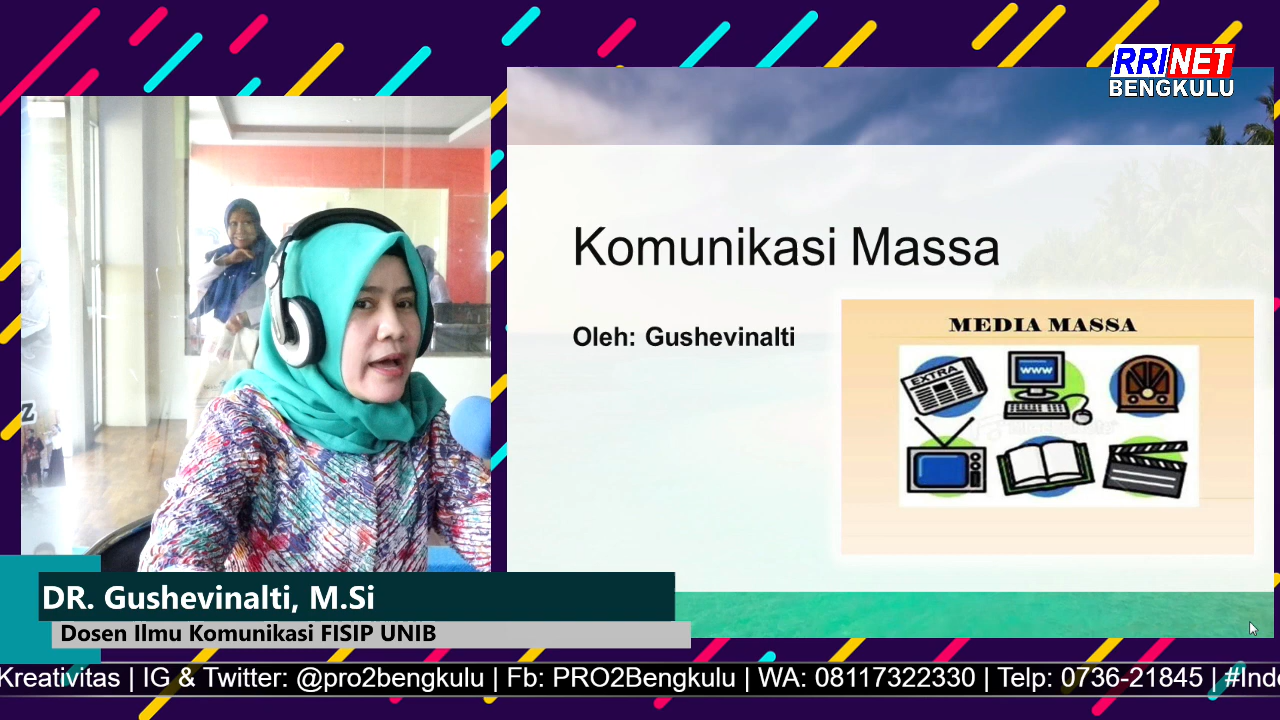 RRI NET
BENGKULU
Komunikasi Massa
Oleh: Gushevinalti
MEDIA MASSA
EXTRA
WWW
DR. Gushevinalti, M.Si
Dosen Ilmu Komunikasi FISIP UNIB
Kreativitas | IG & Twitter: @pro2bengkulu | Fb: PRO2Bengkulu | WA: 08117322330 | Telp: 0736-21845 | #Inde